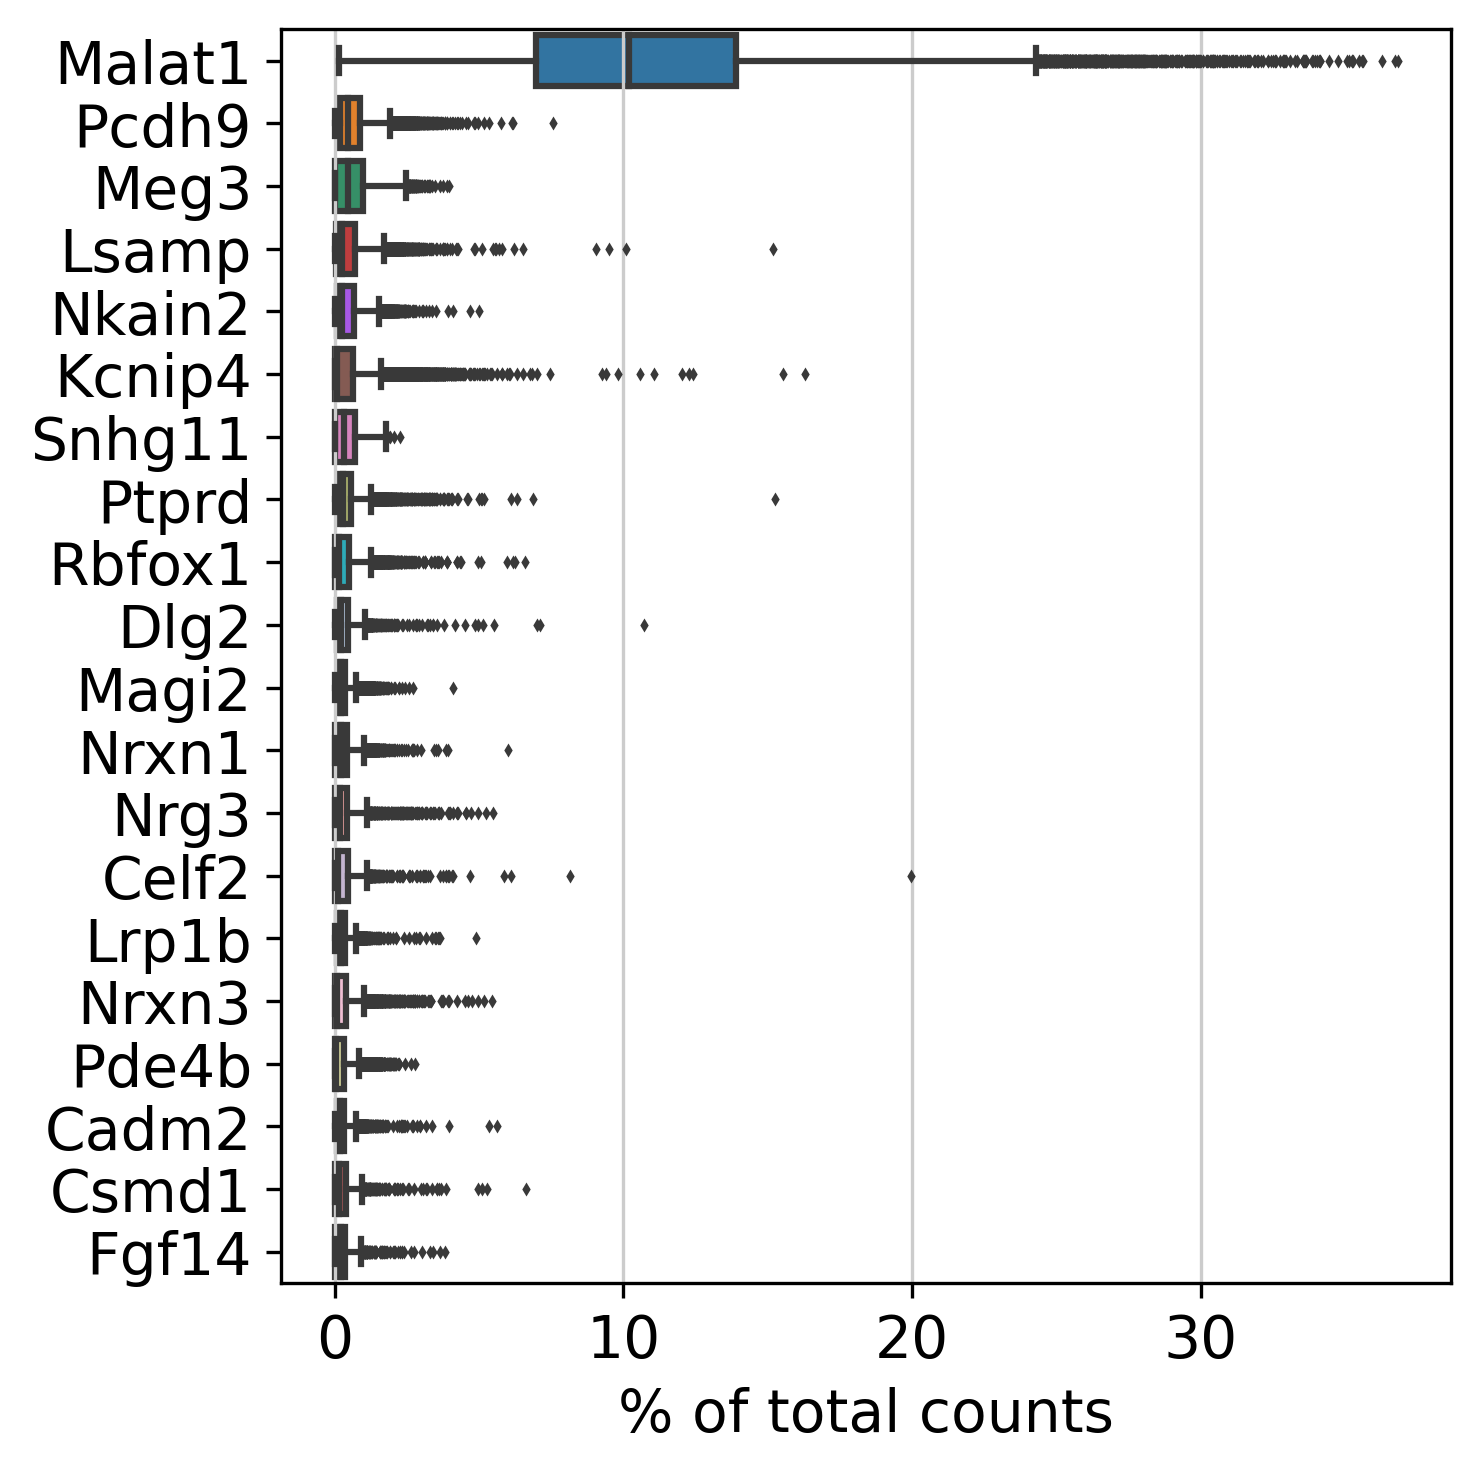 Malat1
Pcdh9
Meg3
Lsamp
Nkain2
Kcnip4
Snhg11
Ptprd
Rbfox1
Dlg2
Magi2
Nrxn1
Nrg3
Celf2
Lrp1b
Nrxn3
Pde4b
Cadm2
Csmd1
Fgf14
0 10 20 30
% of total counts